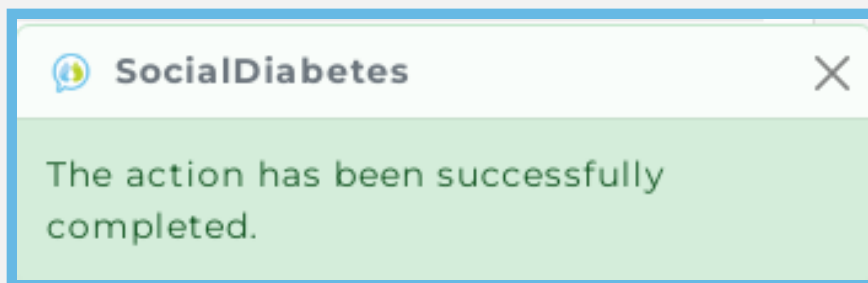 SocialDiabetes
The action has been successfully
completed.